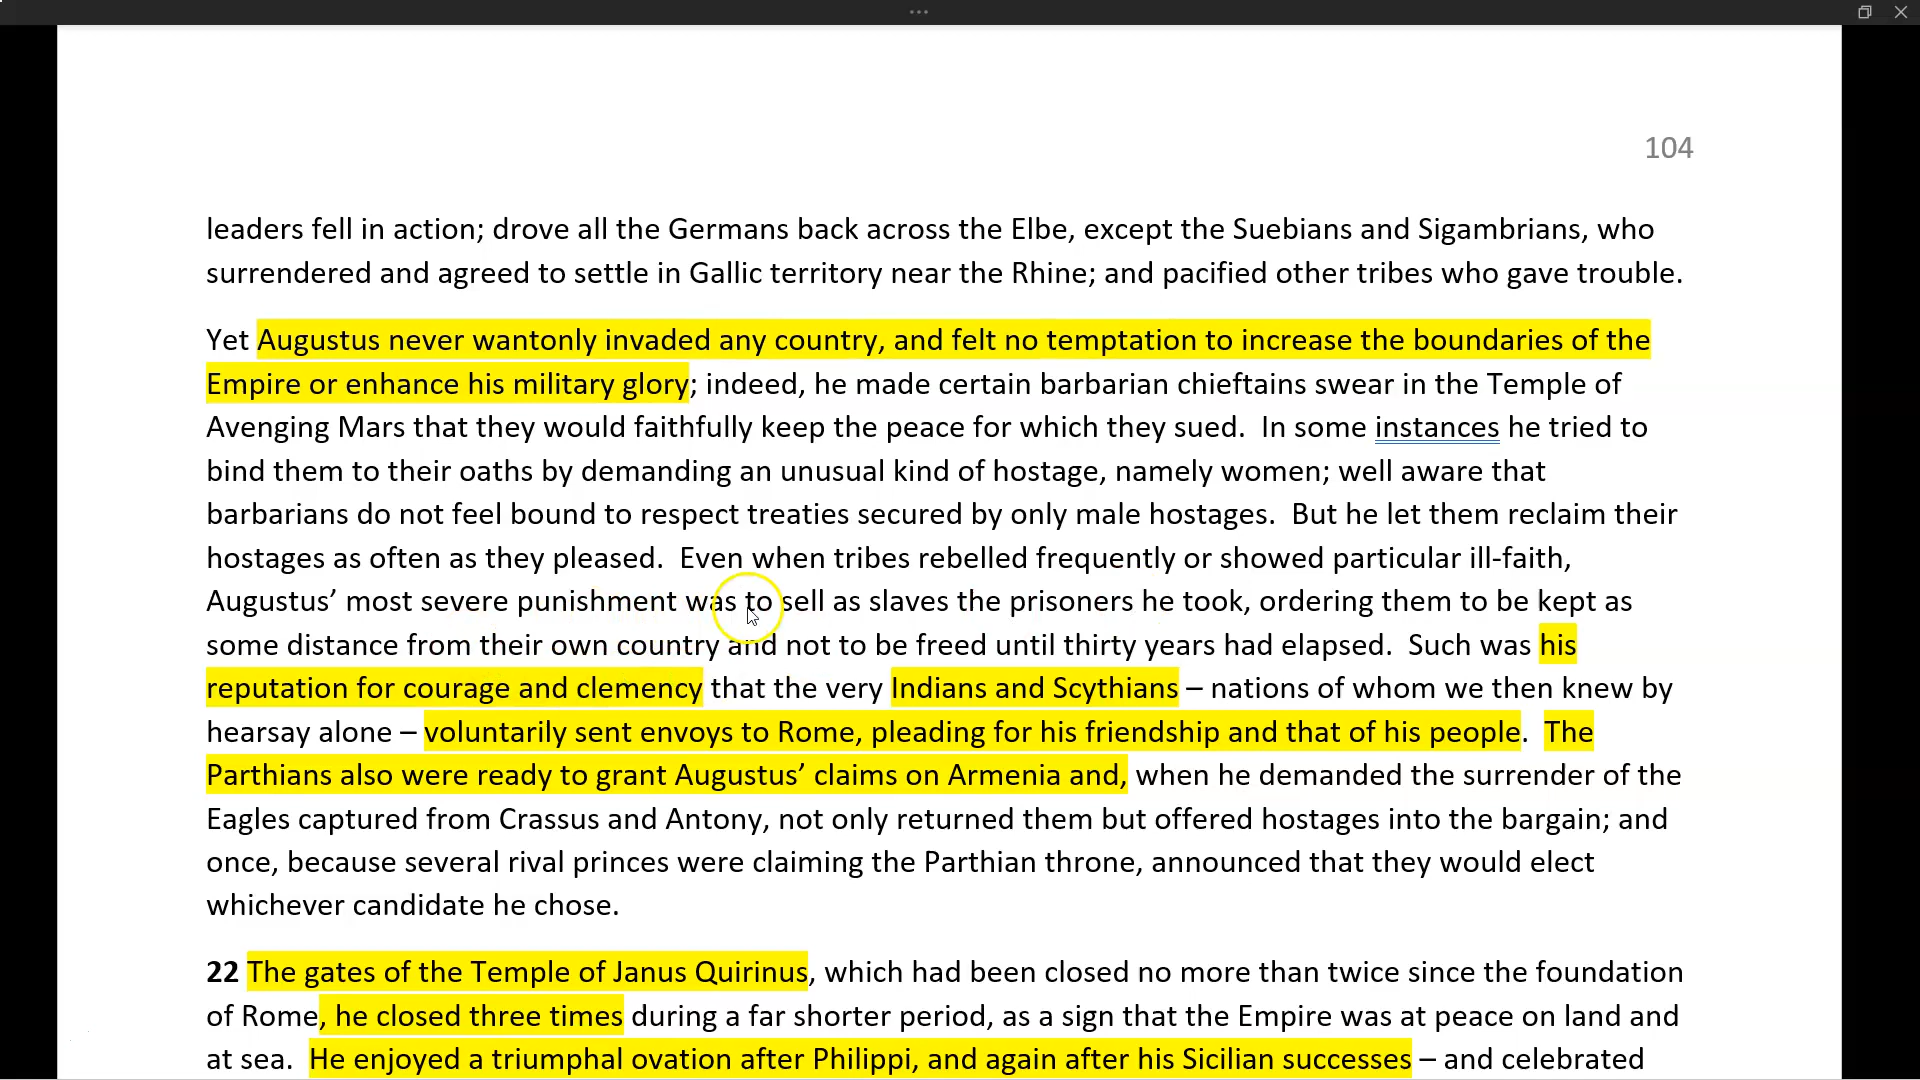 104
leaders fell in action; drove all the Germans back across the Elbe, except the Suebians and Sigambrians, who
surrendered and agreed to settle in Gallic territory near the Rhine; and pacified other tribes who gave trouble.
Yet Augustus never wantonly invaded any country, and felt no temptation to increase the boundaries of the
Empire or enhance his military glory; indeed, he made certain barbarian chieftains swear in the Temple of
Avenging Mars that they would faithfully keep the peace for which they sued.  In some instances he tried to
bind them to their oaths by demanding an unusual kind of hostage, namely women; well aware that
barbarians do not feel bound to respect treaties secured by only male hostages.  But he let them reclaim their
hostages as often as they pleased.  Even when tribes rebelled frequently or showed particular ill-faith,
Augustus’ most severe punishment was to sell as slaves the prisoners he took, ordering them to be kept as
some distance from their own country and not to be freed until thirty years had elapsed.  Such was his
reputation for courage and clemency that the very Indians and Scythians – nations of whom we then knew by
hearsay alone – voluntarily sent envoys to Rome, pleading for his friendship and that of his people.  The
Parthians also were ready to grant Augustus’ claims on Armenia and, when he demanded the surrender of the
Eagles captured from Crassus and Antony, not only returned them but offered hostages into the bargain; and
once, because several rival princes were claiming the Parthian throne, announced that they would elect
whichever candidate he chose.
22 The gates of the Temple of Janus Quirinus, which had been closed no more than twice since the foundation
of Rome, he closed three times during a far shorter period, as a sign that the Empire was at peace on land and
at sea.  He enjoyed a triumphal ovation after Philippi, and again after his Sicilian successes – and celebrated